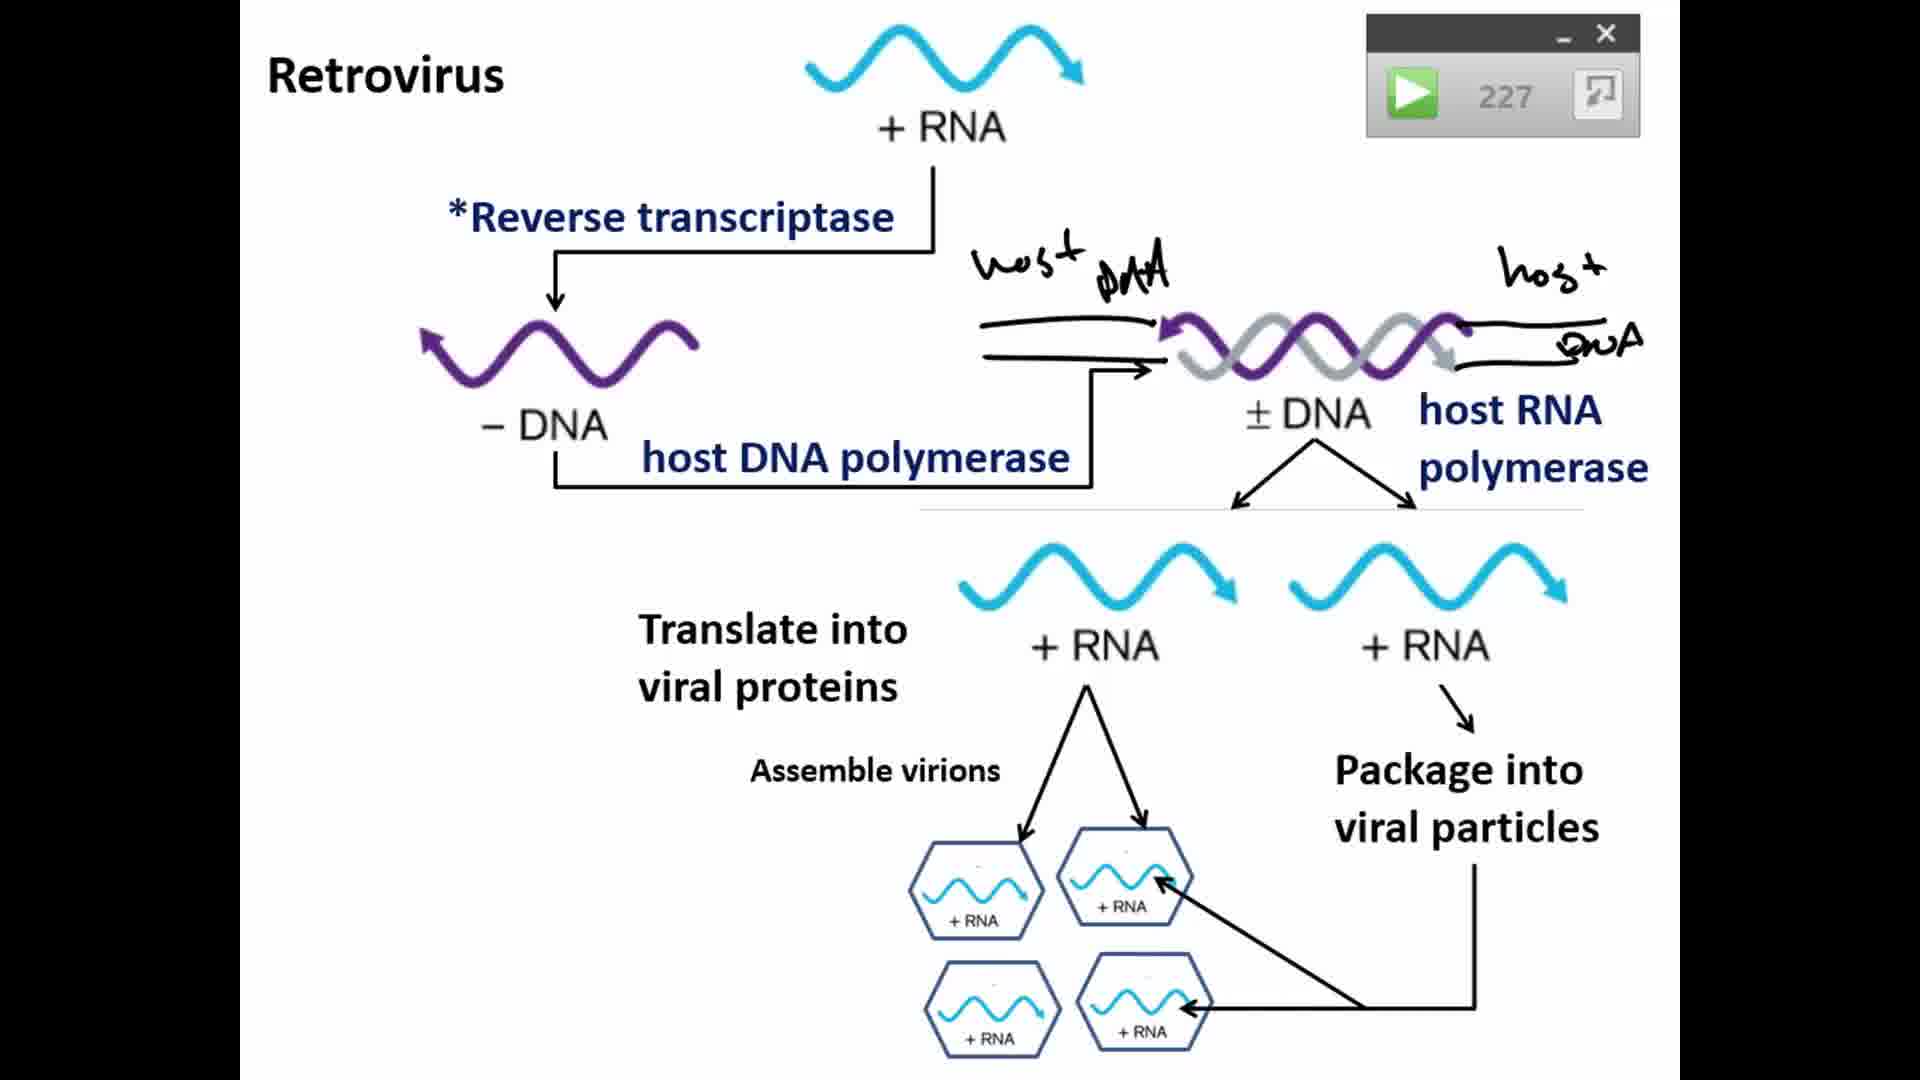 Retrovirus
+ RNA
227
*Reverse transcriptase
host DNA
host
DNA
− DNA
± DNA
host RNA
polymerase
host DNA polymerase
+ RNA
+ RNA
Translate into
viral proteins
Assemble virions
Package into
viral particles
+ RNA
+ RNA
+ RNA
+ RNA